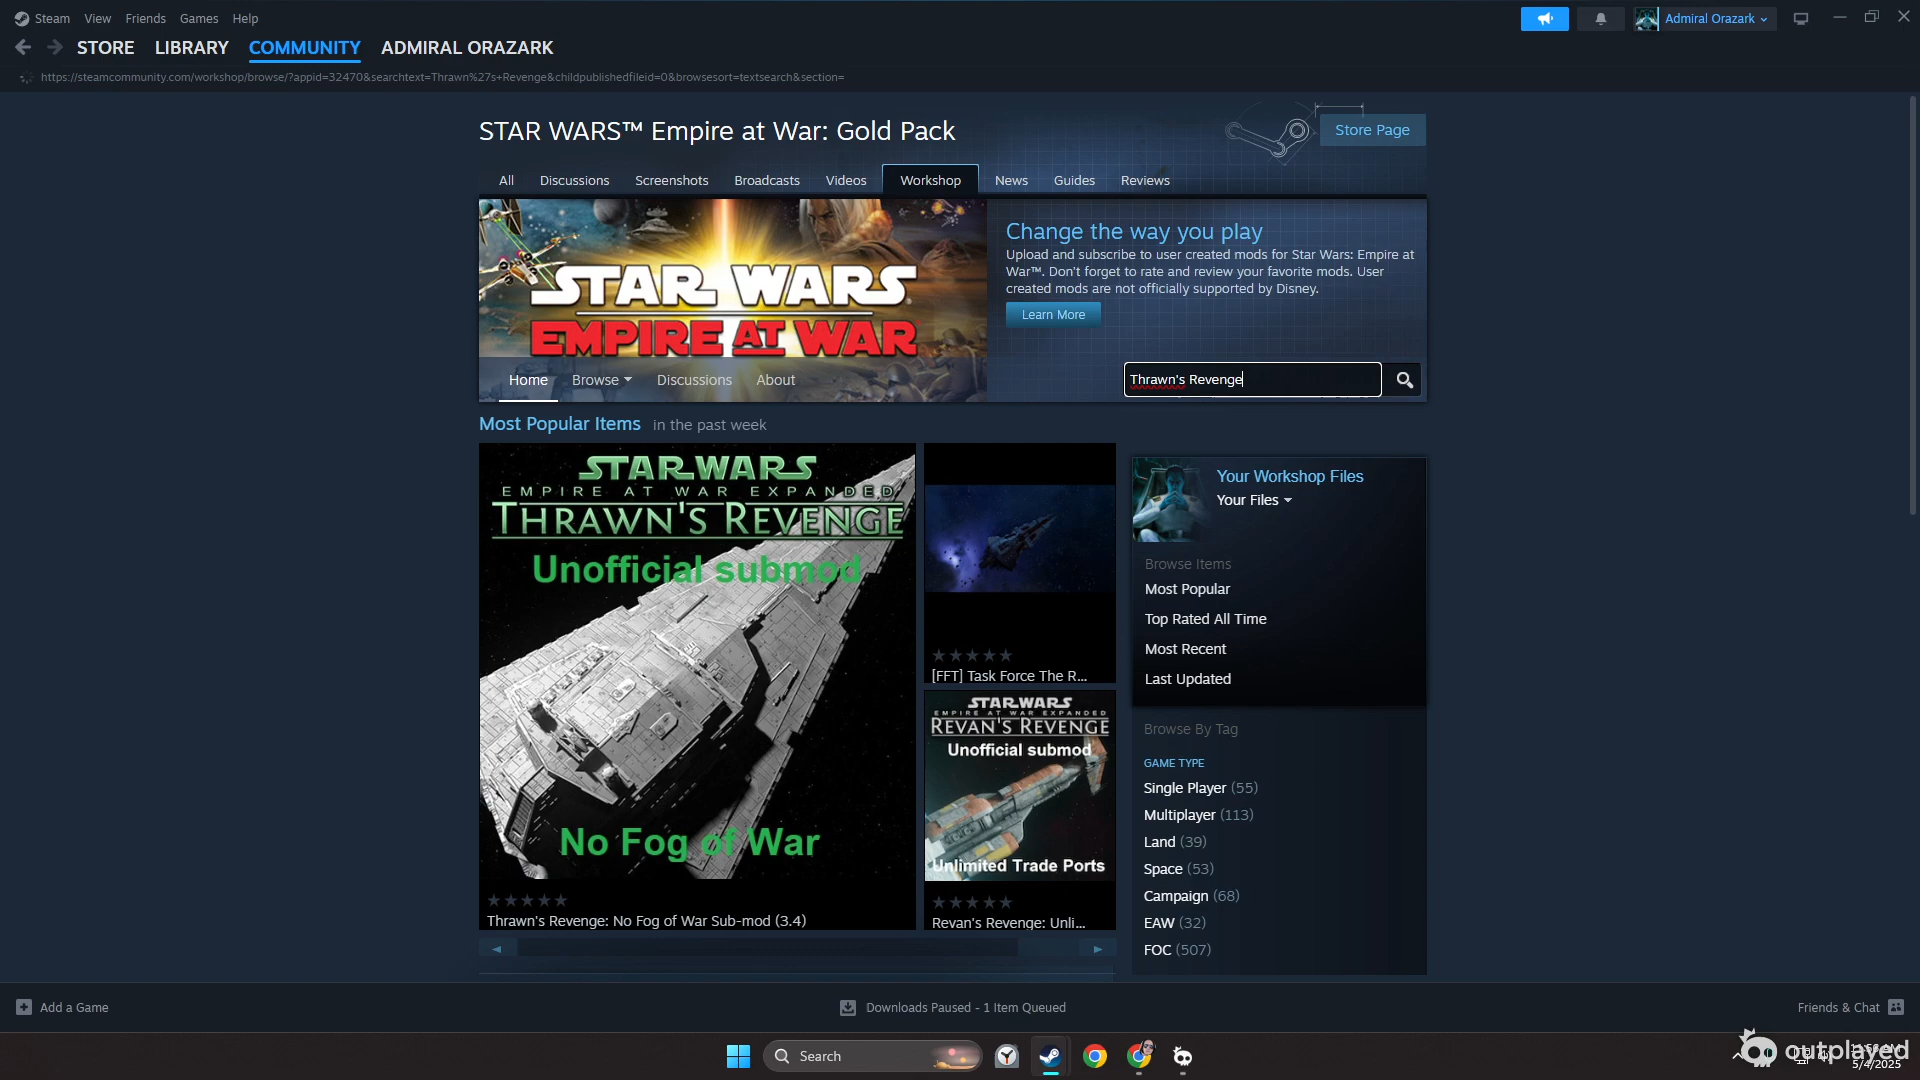 Steam View Friends Games Help
Admiral Orazark
STORE LIBRARY COMMUNITY ADMIRAL ORAZARK
https://steamcommunity.com/workshop/browse/?appid=32470&searchtext=Thrawn%27s+Revenge&childpublishedfileid=0&browsesort=textsearch&section=
STAR WARS™ Empire at War: Gold Pack
Store Page
All Discussions Screenshots Broadcasts Videos Workshop News Guides Reviews
STAR WARS
EMPIRE AT WAR
Change the way you play
Upload and subscribe to user created mods for Star Wars: Empire at
War™. Don't forget to rate and review your favorite mods. User
created mods are not officially supported by Disney.
Learn More
Home Browse Discussions About
Thrawn's Revenge
Most Popular Items in the past week
STAR WARS
EMPIRE AT WAR EXPANDED
THRAWN'S REVENGE
Unofficial submod
No Fog of War
Thrawn's Revenge: No Fog of War Sub-mod (3.4)
[FFT] Task Force The R...
STAR WARS
EMPIRE AT WAR EXPANDED
REVAN'S REVENGE
Unofficial submod
Unlimited Trade Ports
Revan's Revenge: Unli...
Your Workshop Files
Your Files
Browse Items
Most Popular
Top Rated All Time
Most Recent
Last Updated
Browse By Tag
GAME TYPE
Single Player (55)
Multiplayer (113)
Land (39)
Space (53)
Campaign (68)
EAW (32)
FOC (507)
Add a Game
Downloads Paused - 1 Item Queued
Friends & Chat
Search
outplayed
5/4/2025